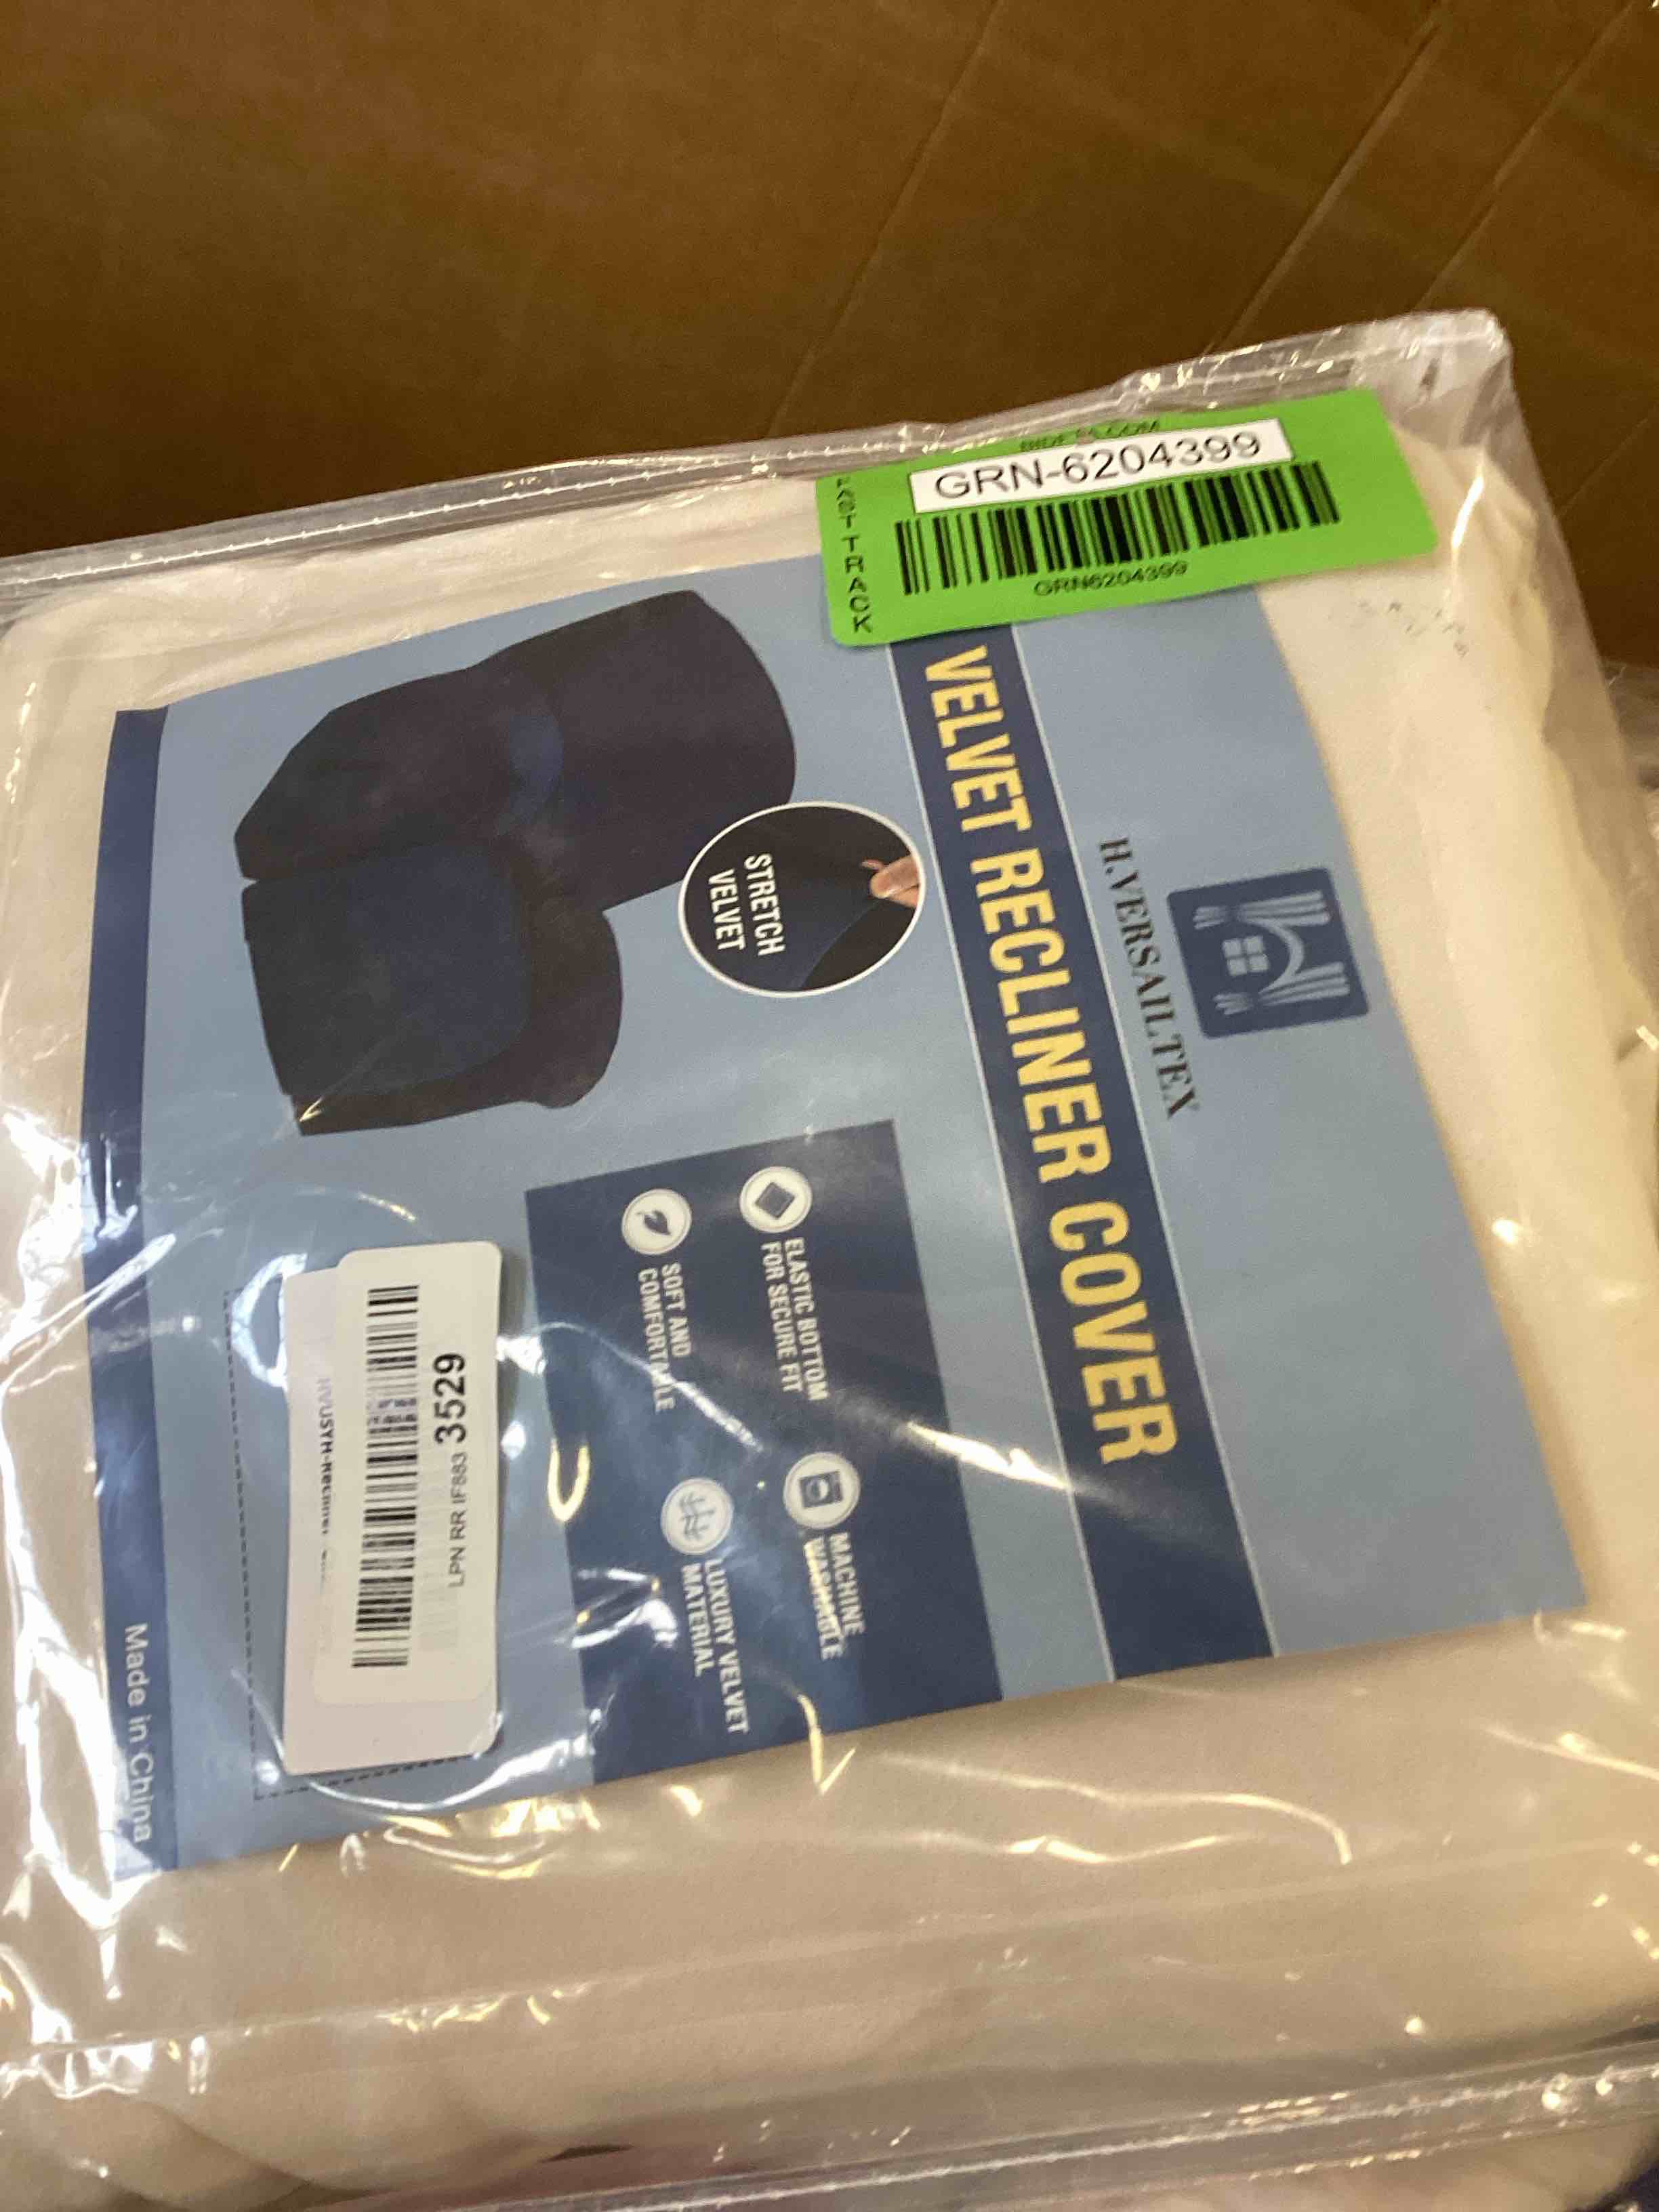 GRN-6204399
GRN6204399
FAST TRACK
H.VERSAILTEX
VELVET RECLINER COVER
STRETCH
VELVET
ELASTIC BOTTOM
FOR SECURE FIT
MACHINE
WASHABLE
SOFT AND
COMFORTABLE
LUXURY VELVET
MATERIAL
LPN RR IF883 3529
Made in China